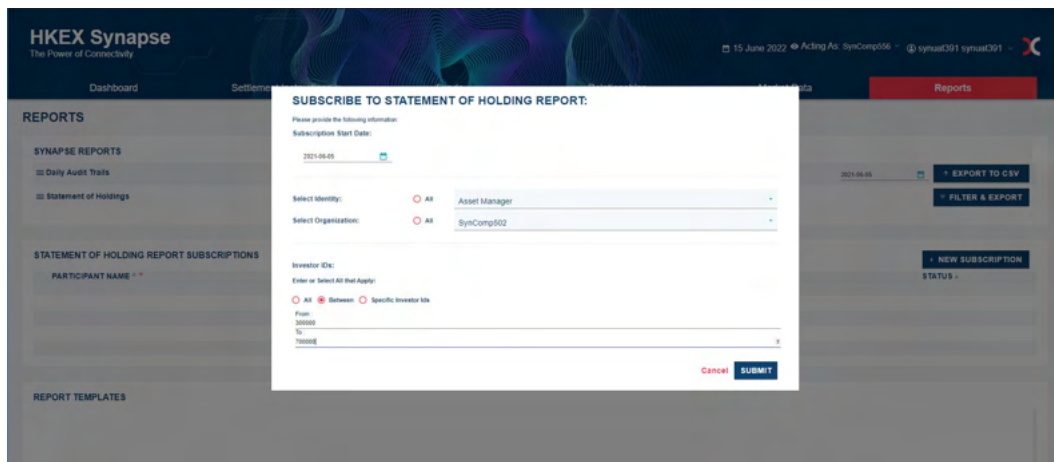 HKEX Synapse
The Power of Connectivity
15 June 2022 Acting As: SynComp556 synuat391 synuat391
Dashboard
Reports
REPORTS
SYNAPSE REPORTS
Daily Audit Trails
2021-06-05
+ EXPORT TO CSV
Statement of Holdings
FILTER & EXPORT
STATEMENT OF HOLDING REPORT SUBSCRIPTIONS
+ NEW SUBSCRIPTION
PARTICIPANT NAME
STATUS
REPORT TEMPLATES
SUBSCRIBE TO STATEMENT OF HOLDING REPORT:
Please provide the following information:
Subscription Start Date:
2021-06-05
Select Identity: All Asset Manager
Select Organization: All SynComp502
Investor IDs:
Enter or Select All that Apply:
All Between Specific Investor Ids
From
300000
To
700000
Cancel SUBMIT